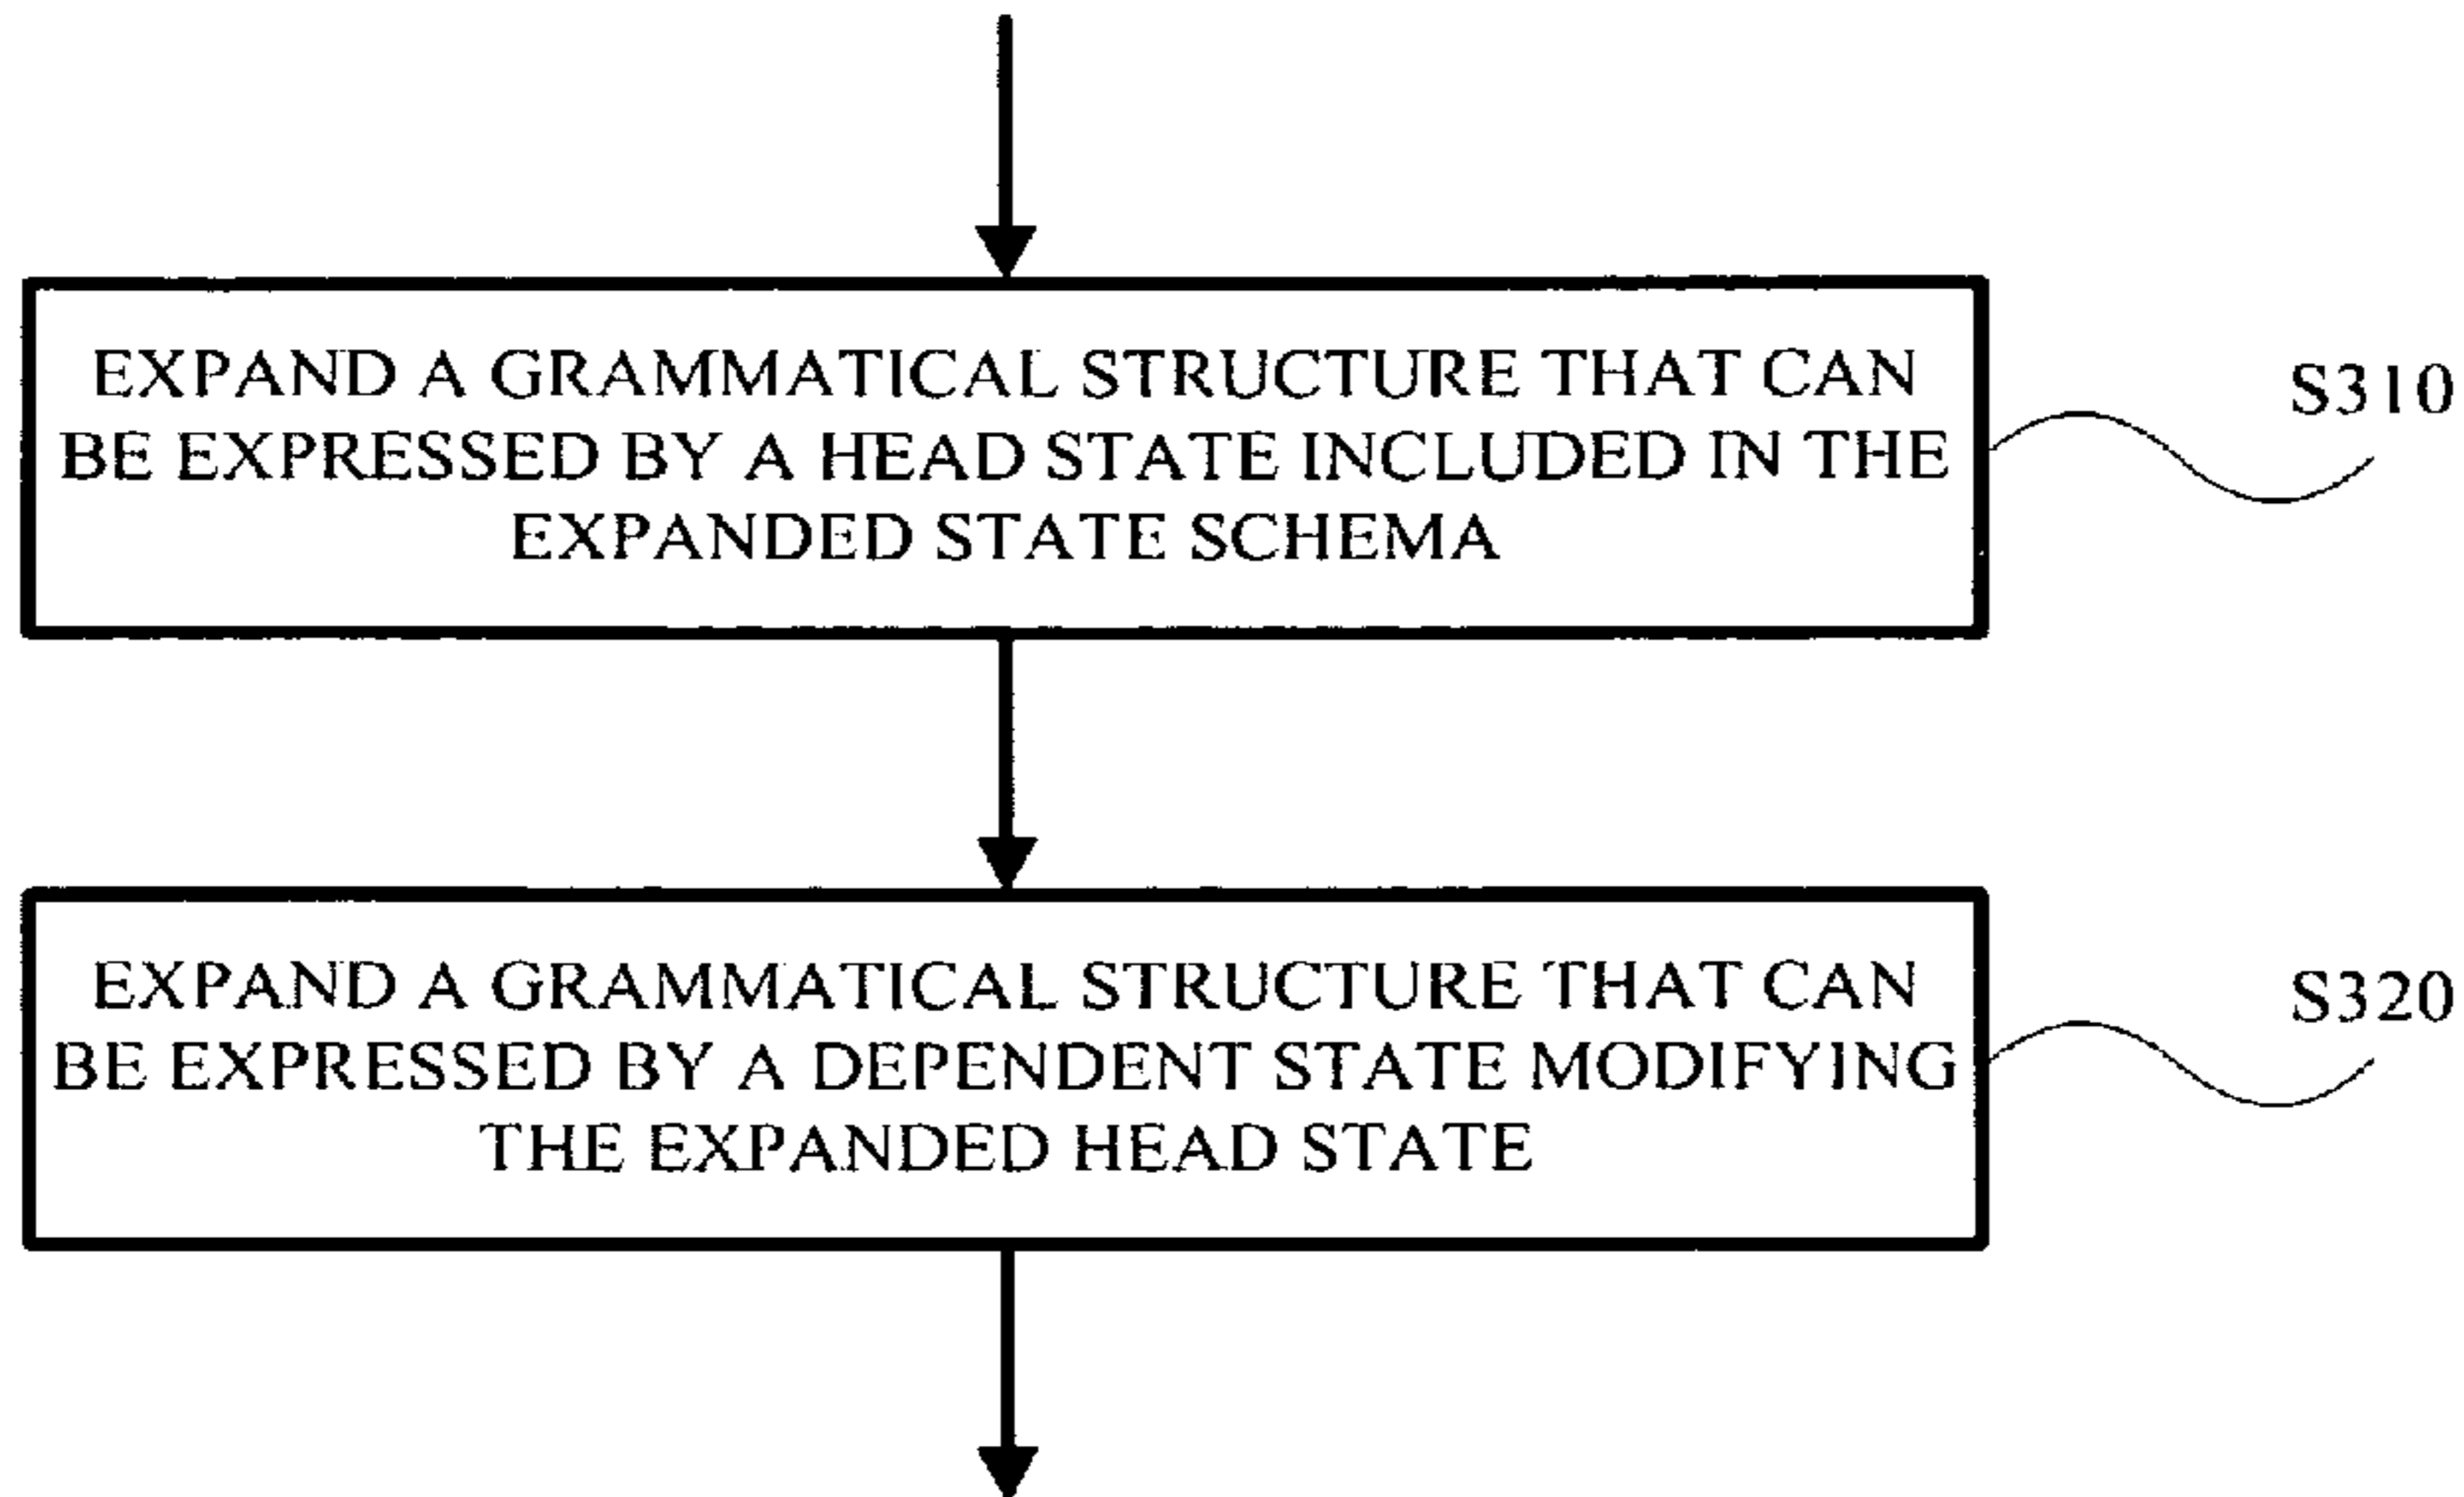 EXPAND A GRAMMATICAL STRUCTURE THAT CAN
BE EXPRESSED BY A HEAD STATE INCLUDED IN THE
EXPANDED STATE SCHEMA
S310
EXPAND A GRAMMATICAL STRUCTURE THAT CAN
BE EXPRESSED BY A DEPENDENT STATE MODIFYING
THE EXPANDED HEAD STATE
S320